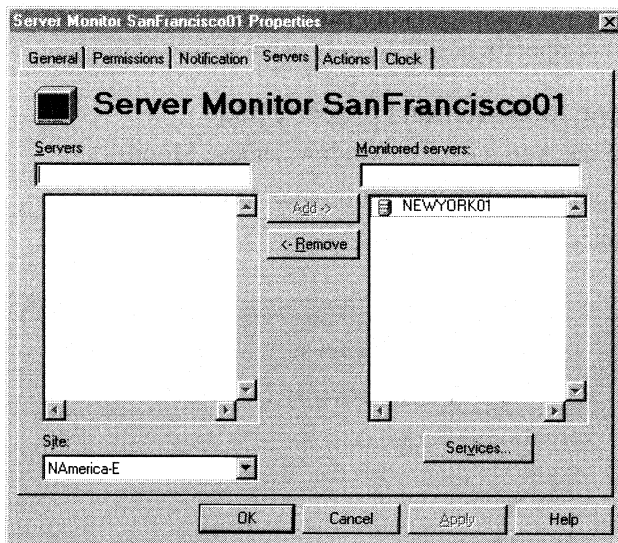 Server Monitor SanFrancisco01 Properties
General Permissions Notification Servers Actions Clock
Server Monitor SanFrancisco01
Servers
Monitored servers:
Add ->
NEWYORK01
<- Remove
Site:
Services...
NAmerica-E
OK Cancel Apply Help